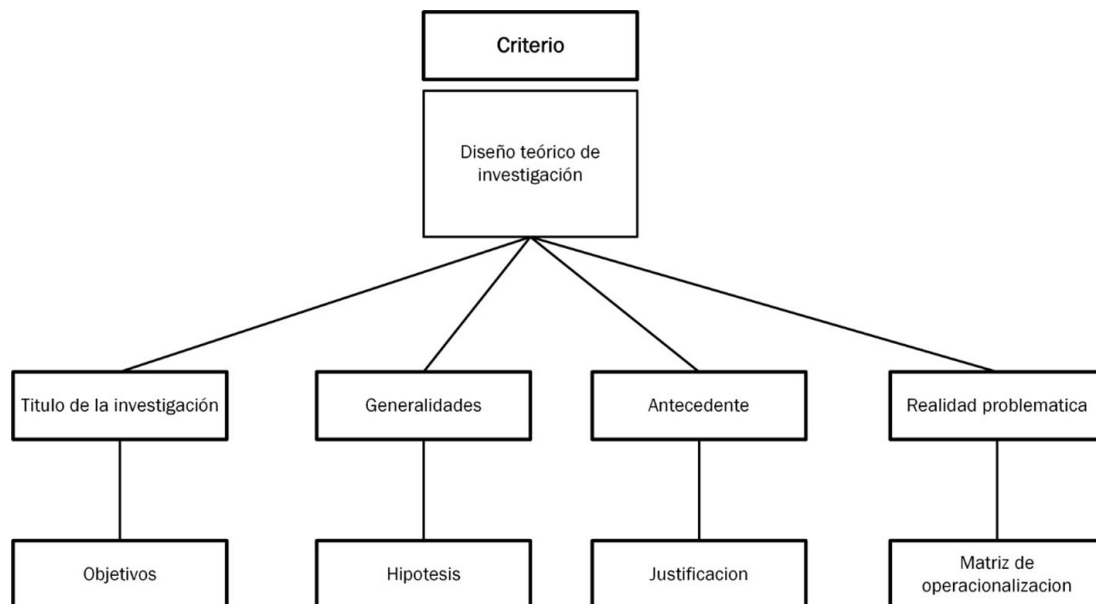 Criterio
Diseño teórico de
investigación
Titulo de la investigación
Generalidades
Antecedente
Realidad problematica
Objetivos
Hipotesis
Justificacion
Matriz de
operacionalizacion